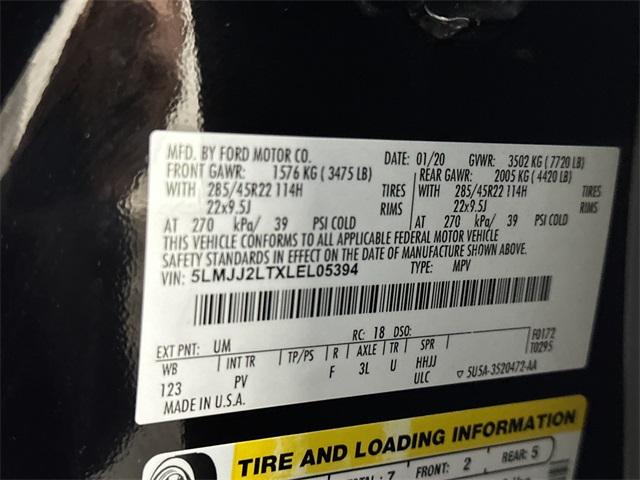 MFD. BY FORD MOTOR CO. DATE: 01/20 GVWR: 3502 KG ( 7720 LB)
FRONT GAWR: 1576 KG ( 3475 LB) REAR GAWR: 2005 KG ( 4420 LB)
WITH 285/45R22 114H TIRES WITH 285/45R22 114H TIRES
22x9.5J RIMS 22x9.5J RIMS
AT 270 kPa/ 39 PSI COLD AT 270 kPa/ 39 PSI COLD
THIS VEHICLE CONFORMS TO ALL APPLICABLE FEDERAL MOTOR VEHICLE
SAFETY STANDARDS IN EFFECT ON THE DATE OF MANUFACTURE SHOWN ABOVE.
VIN: 5LMJJ2LTXLEL05394 TYPE: MPV
EXT PNT: UM RC: 18 DSO: F0172
T0295
WB INT TR TP/PS R AXLE TR SPR
123 PV F 3L U HHJJ
ULC ▽ 5U5A-3520472-AA
MADE IN U.S.A.
TIRE AND LOADING INFORMATION
7 FRONT: 2 REAR: 5